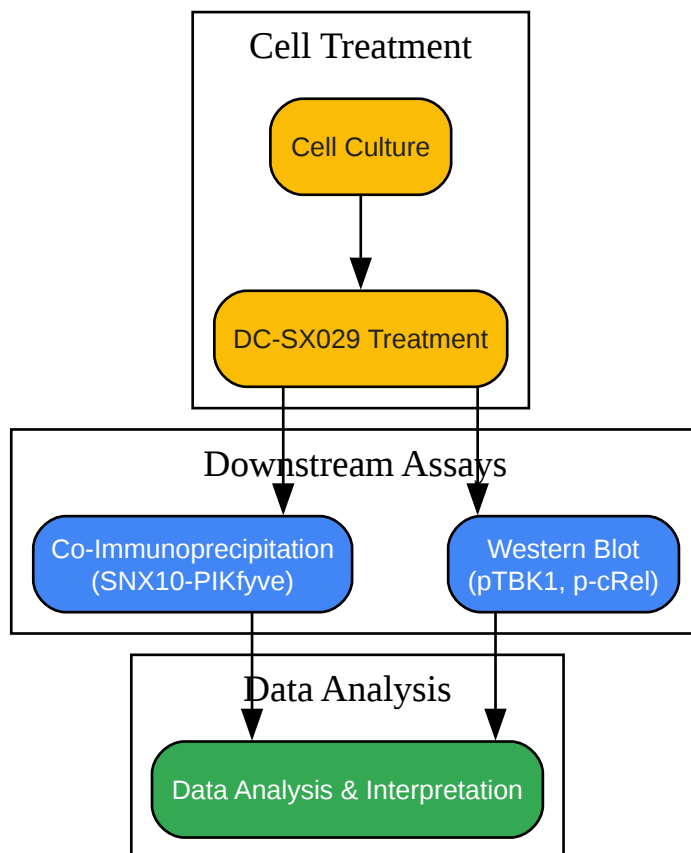 Cell Treatment
Cell Culture
DC-SX029 Treatment
Downstream Assays
Co-Immunoprecipitation
(SNX10-PIKfyve)
Western Blot
(pTBK1, p-cRel)
Data Analysis
Data Analysis & Interpretation